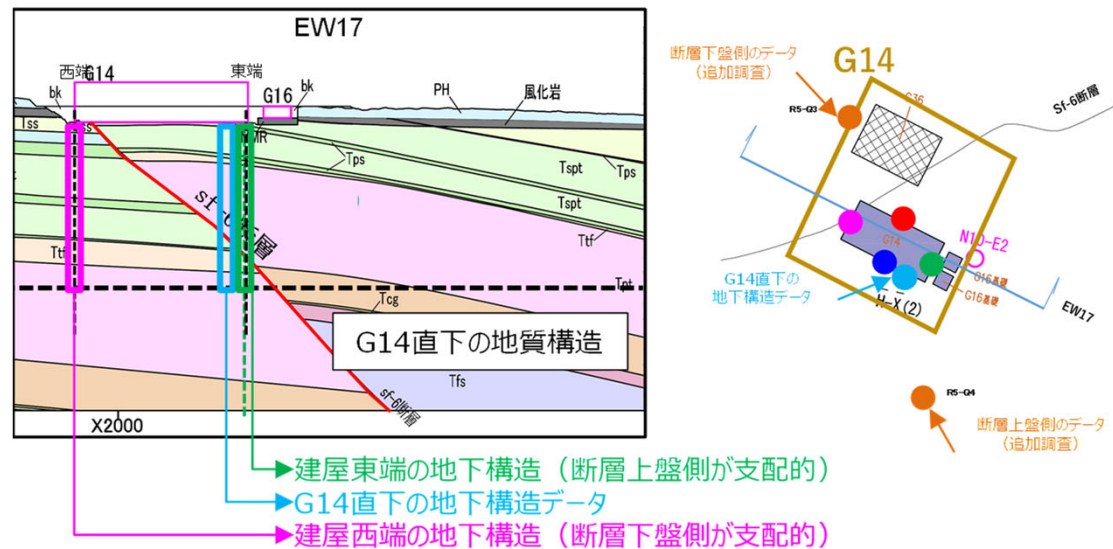 EW17
西端
G14
東端
bk
G16
bk
PH
風化岩
Tss
ss
MR
Tps
Tspt
Tps
Tspt
Ttf
sf-6断層
Ttf
Tpt
Tcg
G14直下の地質構造
Tfs
sf-6断層
X2000
建屋東端の地下構造（断層上盤側が支配的）
G14直下の地下構造データ
建屋西端の地下構造（断層下盤側が支配的）
断層下盤側のデータ
（追加調査）
G14
R5-Q3
G36
Sf-6断層
G14
N10-E2
G16基礎
G16基礎
G14直下の
地下構造データ
H-X(2)
EW17
R5-Q4
断層上盤側のデータ
（追加調査）